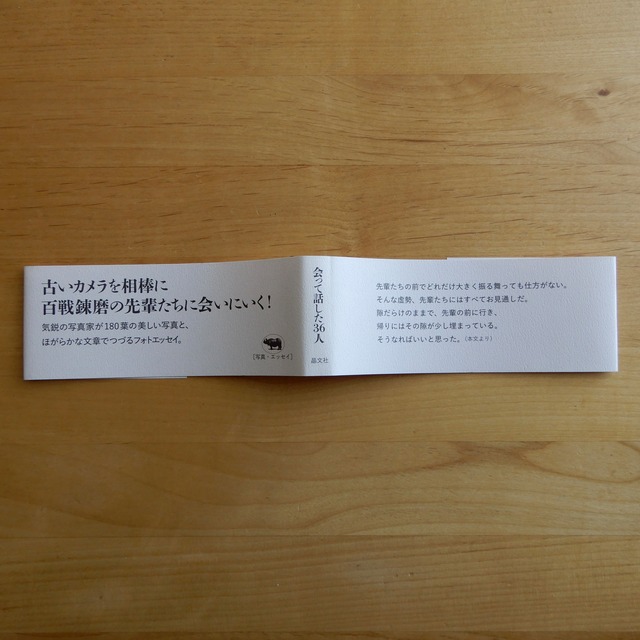 古いカメラを相棒に
百戦錬磨の先輩たちに会いにいく!
気鋭の写真家が180葉の美しい写真と、
ほがらかな文章でつづるフォトエッセイ。
[写真・エッセイ]
会って話した36人
晶文社
先輩たちの前でどれだけ大きく振る舞っても仕方がない。
そんな虚勢、先輩たちにはすべてお見通しだ。
隙だらけのままで、先輩の前に行き、
帰りにはその隙が少し埋まっている。
そうなればいいと思った。(本文より)